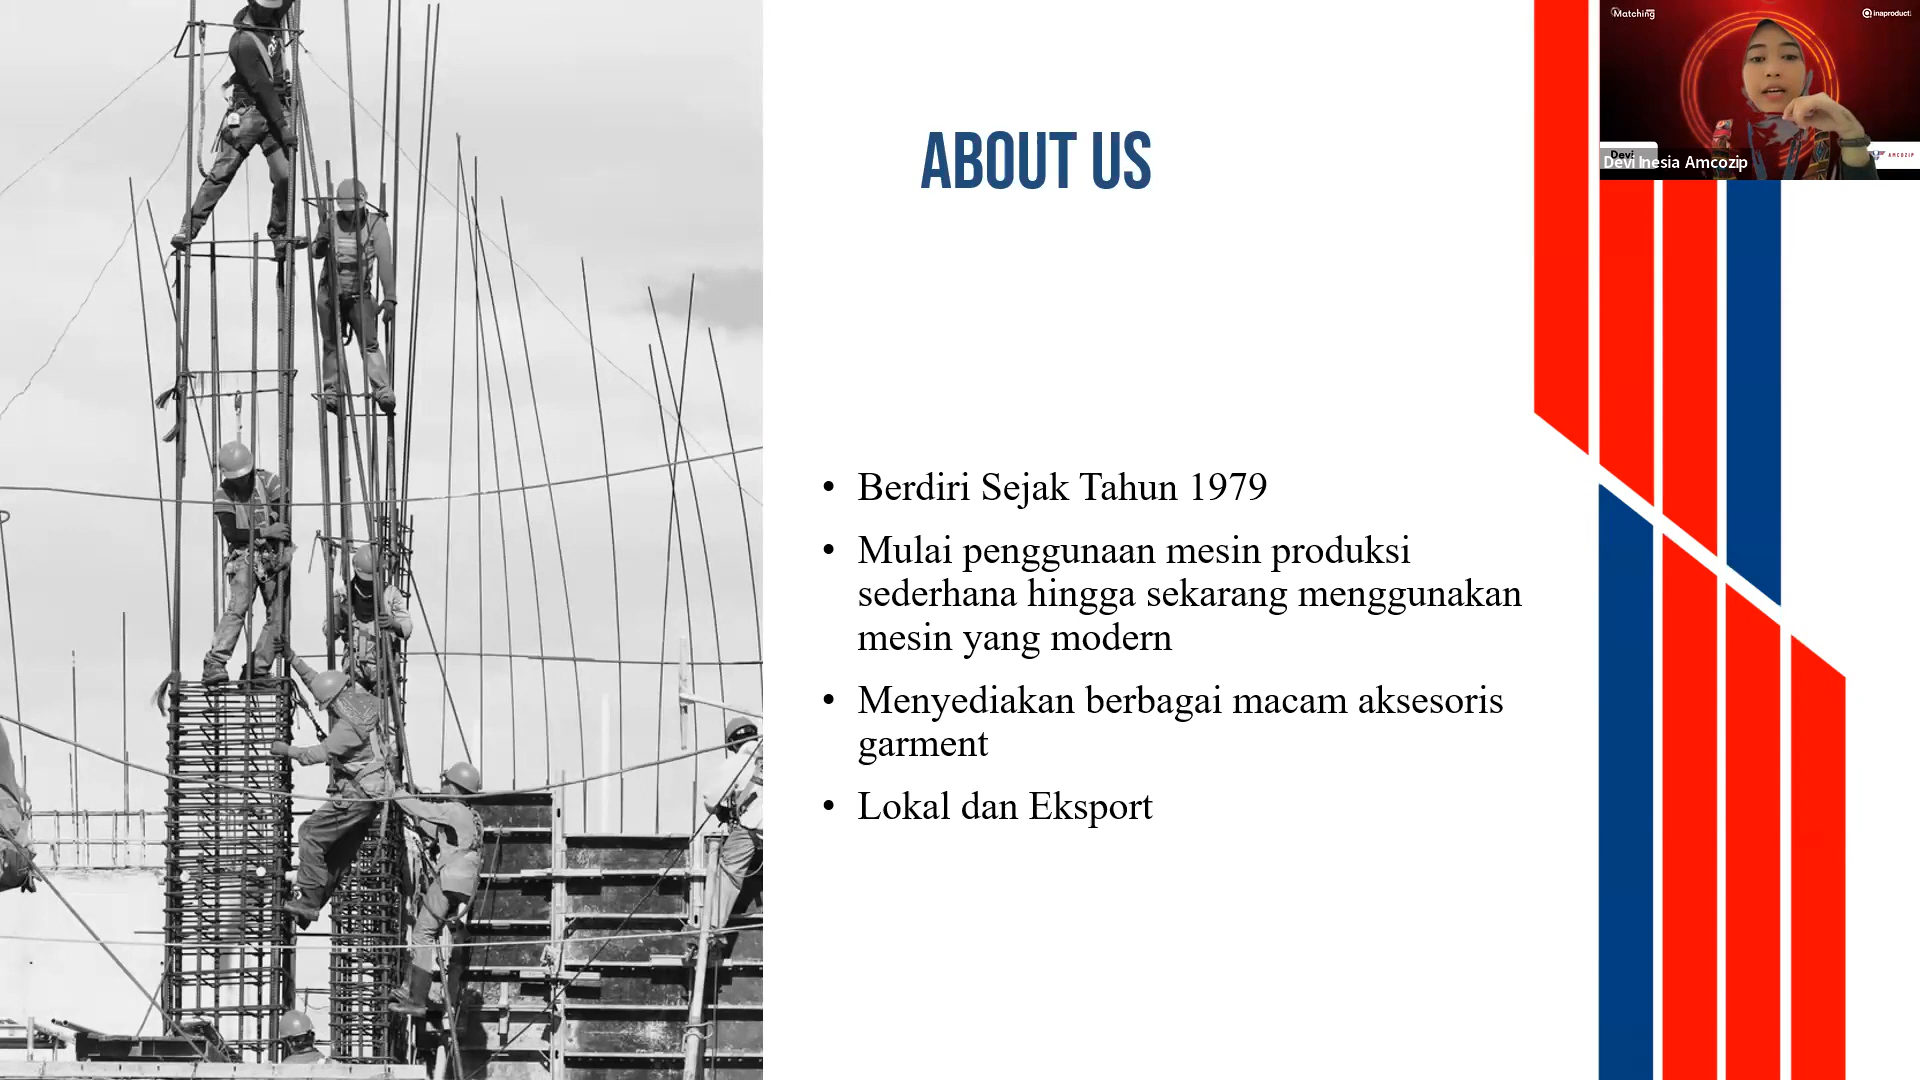 ABOUT US
• Berdiri Sejak Tahun 1979
• Mulai penggunaan mesin produksi
sederhana hingga sekarang menggunakan
mesin yang modern
• Menyediakan berbagai macam aksesoris
garment
• Lokal dan Eksport
Matching
inaproduct
Devi
Devi Inesia Amcozip
AMCOZIP